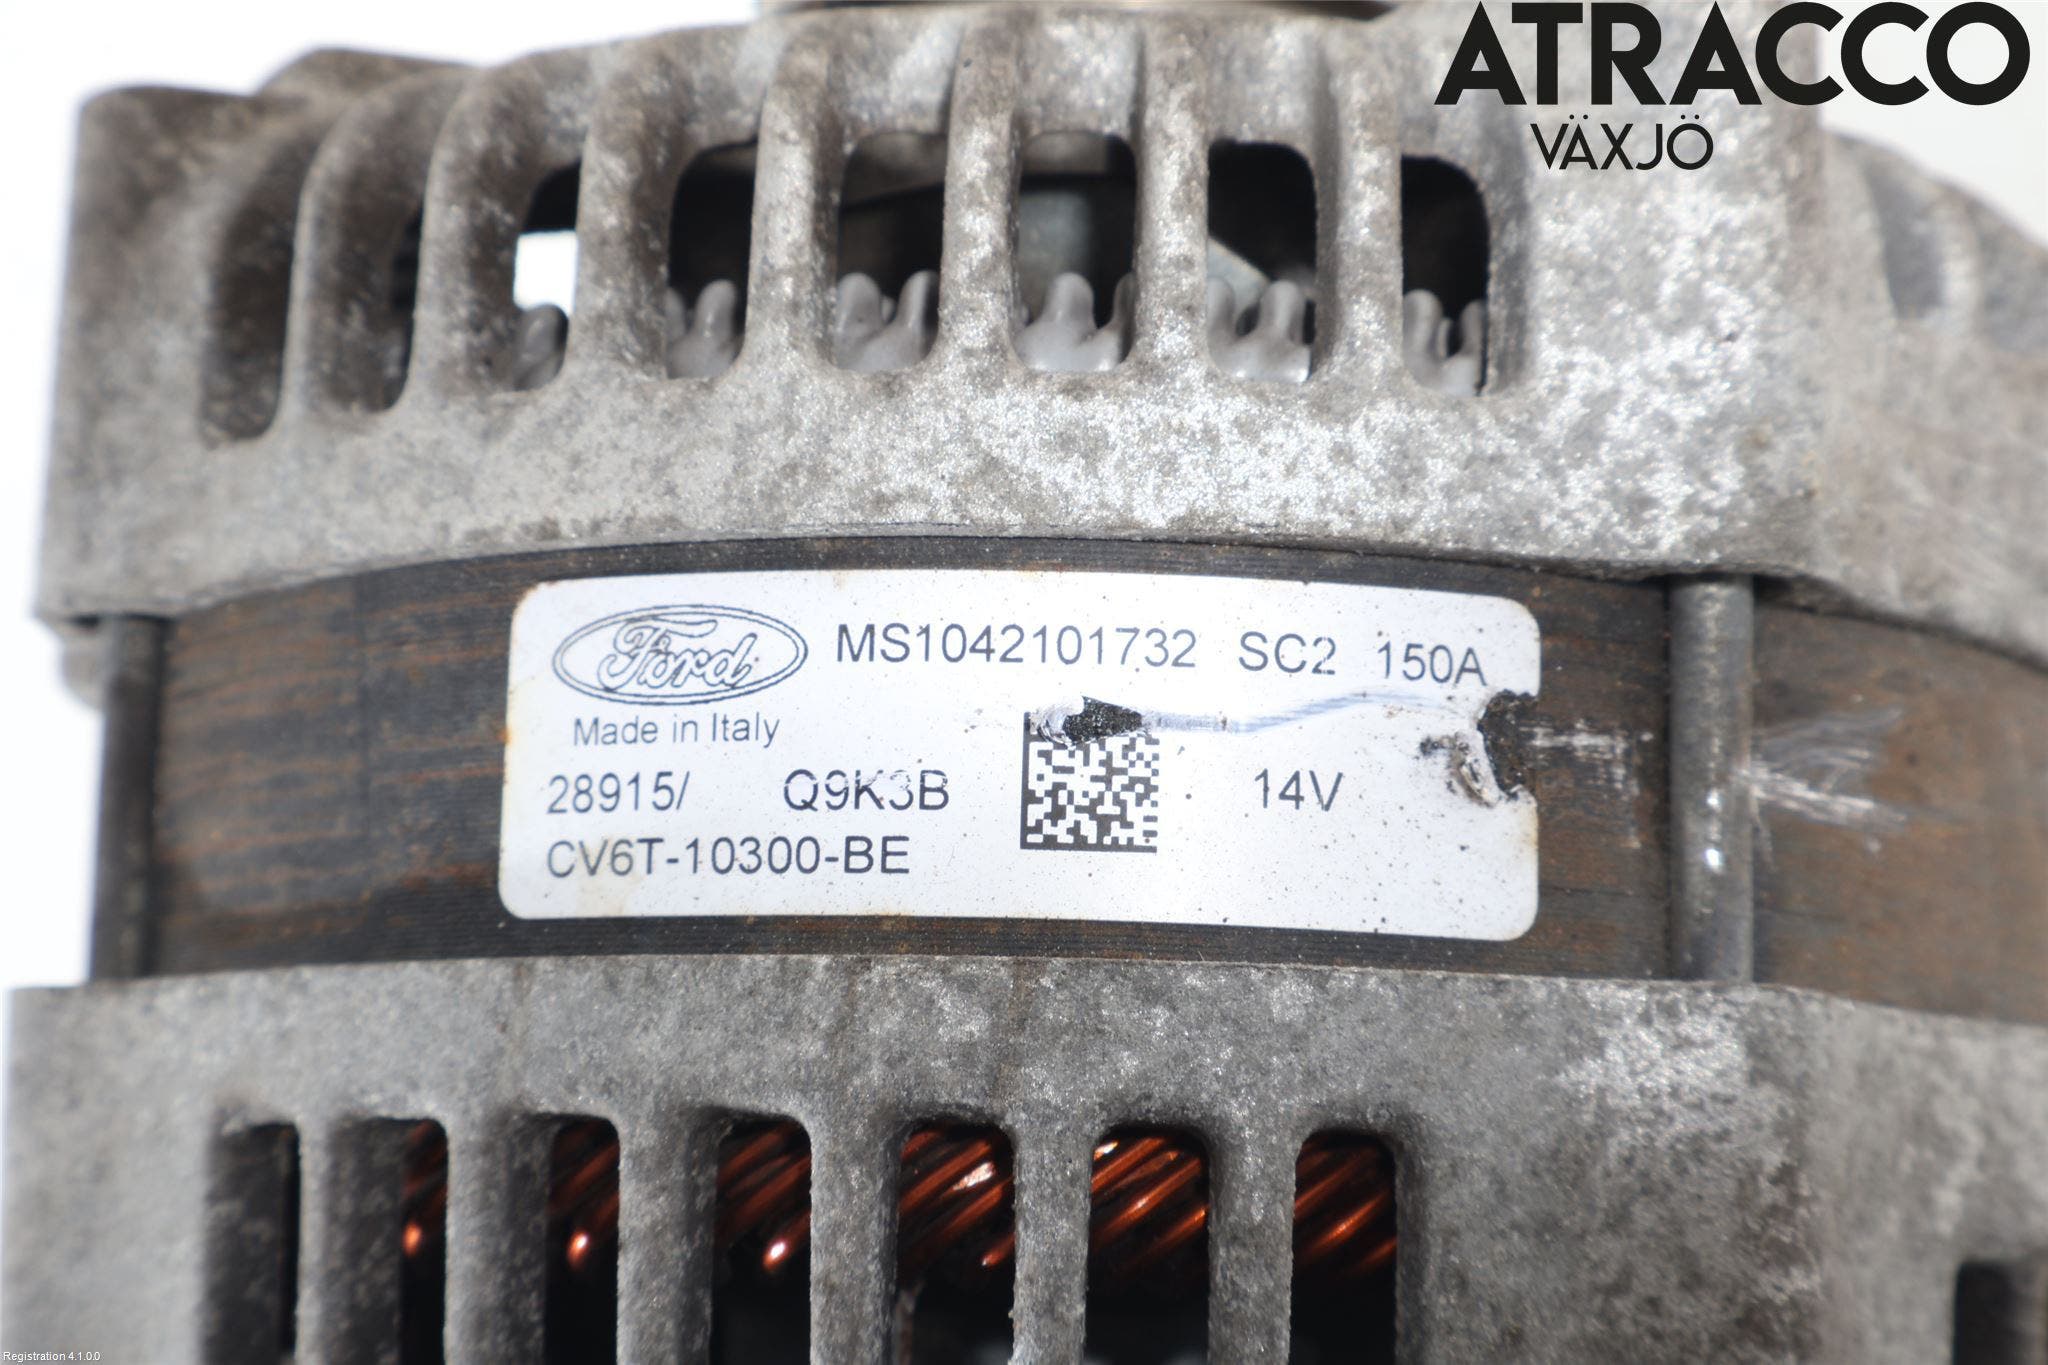 ATRACCO
VÄXJÖ
Ford MS1042101732 SC2 150A
Made in Italy
28915/ Q9K3B 14V
CV6T-10300-BE
Registration 4.1.0.0